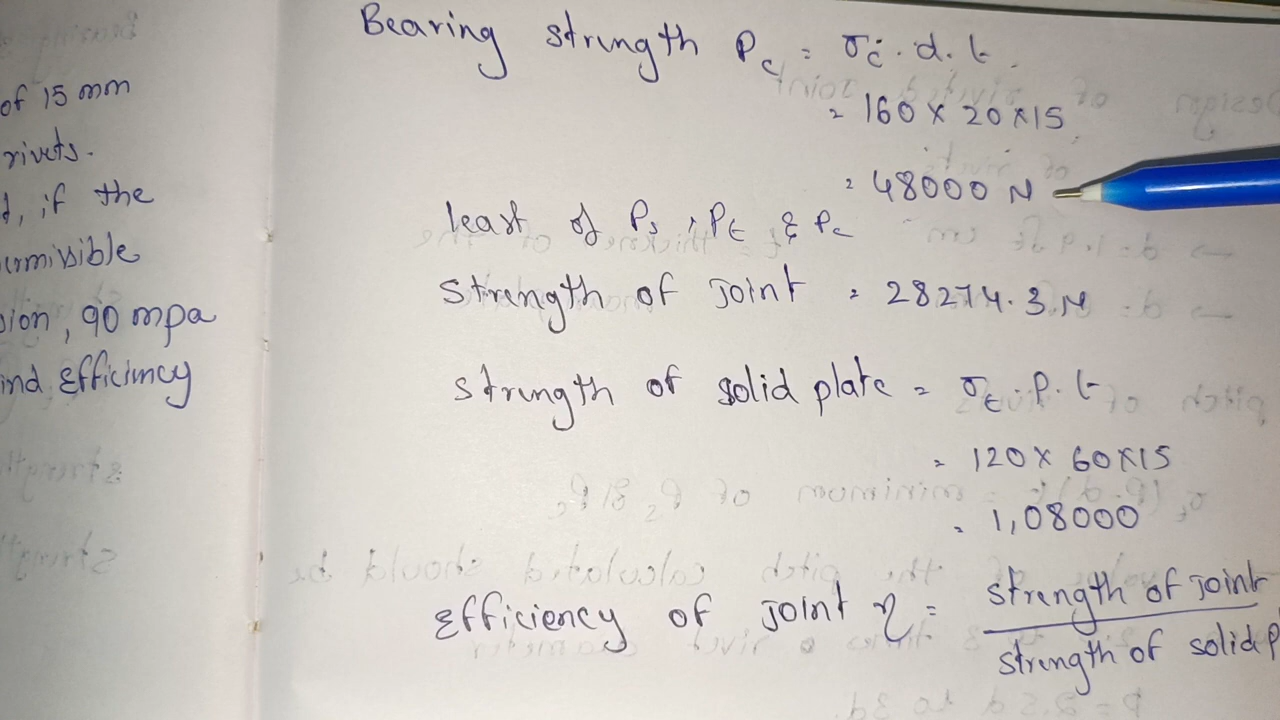 of 15 mm
rivets.
d, if the
ermissible
sion, 90 mpa
ind Efficiency
Bearing strength Pc = σc . d. t.
= 160 x 20 x 15
= 48000 N
least of Ps, Pt & Pc
Strength of Joint = 28274.3 N
Strength of solid plate = σt . p. t
= 120 x 60 x 15
= 1,08000
Efficiency of Joint η = strength of Joint
strength of solid P